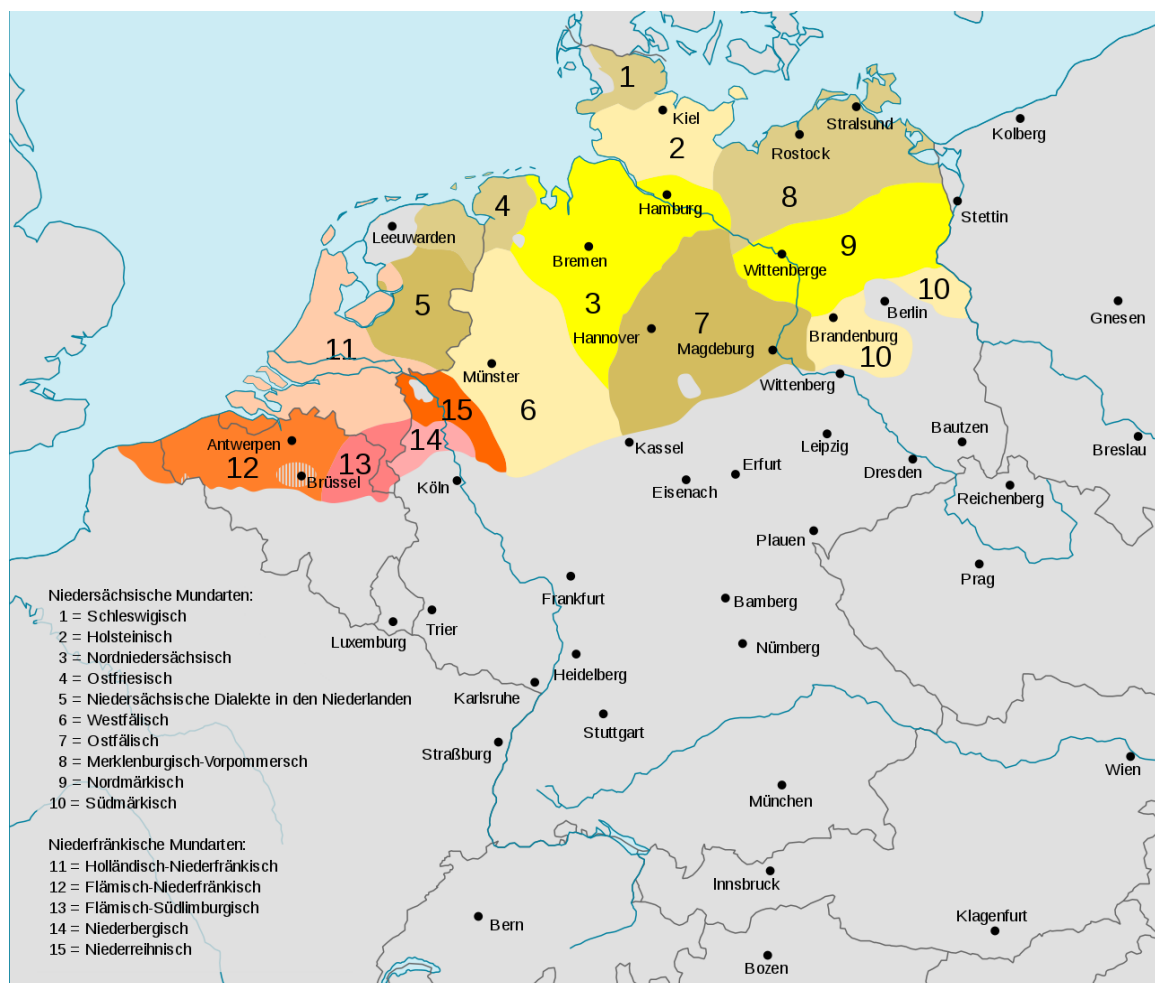 1
Kiel
2
Stralsund
Rostock
Kolberg
8
4
Hamburg
Stettin
Leeuwarden
Bremen
Wittenberge
9
5
3
10
Berlin
Gnesen
11
Hannover
7
Magdeburg
Brandenburg
10
Münster
Wittenberg
15
6
Antwerpen
14
Kassel
Leipzig
Bautzen
Breslau
12
13
Brüssel
Köln
Eisenach
Erfurt
Dresden
Reichenberg
Plauen
Prag
Frankfurt
Bamberg
Trier
Luxemburg
Nürnberg
Heidelberg
Karlsruhe
Stuttgart
Straßburg
Wien
München
Innsbruck
Bern
Klagenfurt
Bozen
Niedersächsische Mundarten:
1 = Schleswigisch
2 = Holsteinisch
3 = Nordniedersächsisch
4 = Ostfriesisch
5 = Niedersächsische Dialekte in den Niederlanden
6 = Westfälisch
7 = Ostfälisch
8 = Merklenburgisch-Vorpommersch
9 = Nordmärkisch
10 = Südmärkisch
Niederfränkische Mundarten:
11 = Holländisch-Niederfränkisch
12 = Flämisch-Niederfränkisch
13 = Flämisch-Südlimburgisch
14 = Niederbergisch
15 = Niederreihnisch